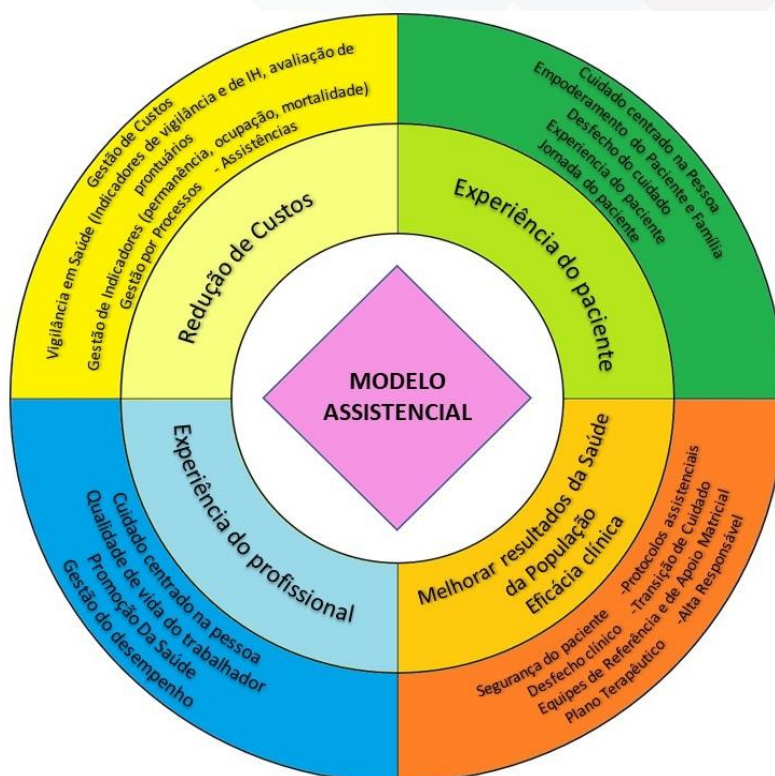 Gestão de Custos
Vigilância em Saúde (Indicadores de vigilância e de IH, avaliação de
prontuários
Gestão de Indicadores (permanência, ocupação, mortalidade)
Gestão por Processos - Assistências
Redução de Custos
Cuidado centrado na Pessoa
Empoderamento do Paciente e Família
Desfecho do cuidado
Experiencia do paciente
Jornada do paciente
Experiência do paciente
MODELO
ASSISTENCIAL
Experiência do profissional
Cuidado centrado na pessoa
Qualidade de vida do trabalhador
Promoção Da Saúde
Gestão do desempenho
Melhorar resultados da Saúde
da População
Eficácia clínica
Segurança do paciente -Protocolos assistenciais
Desfecho clínico -Transição de Cuidado
Equipes de Referência e de Apoio Matricial
Plano Terapêutico -Alta Responsável